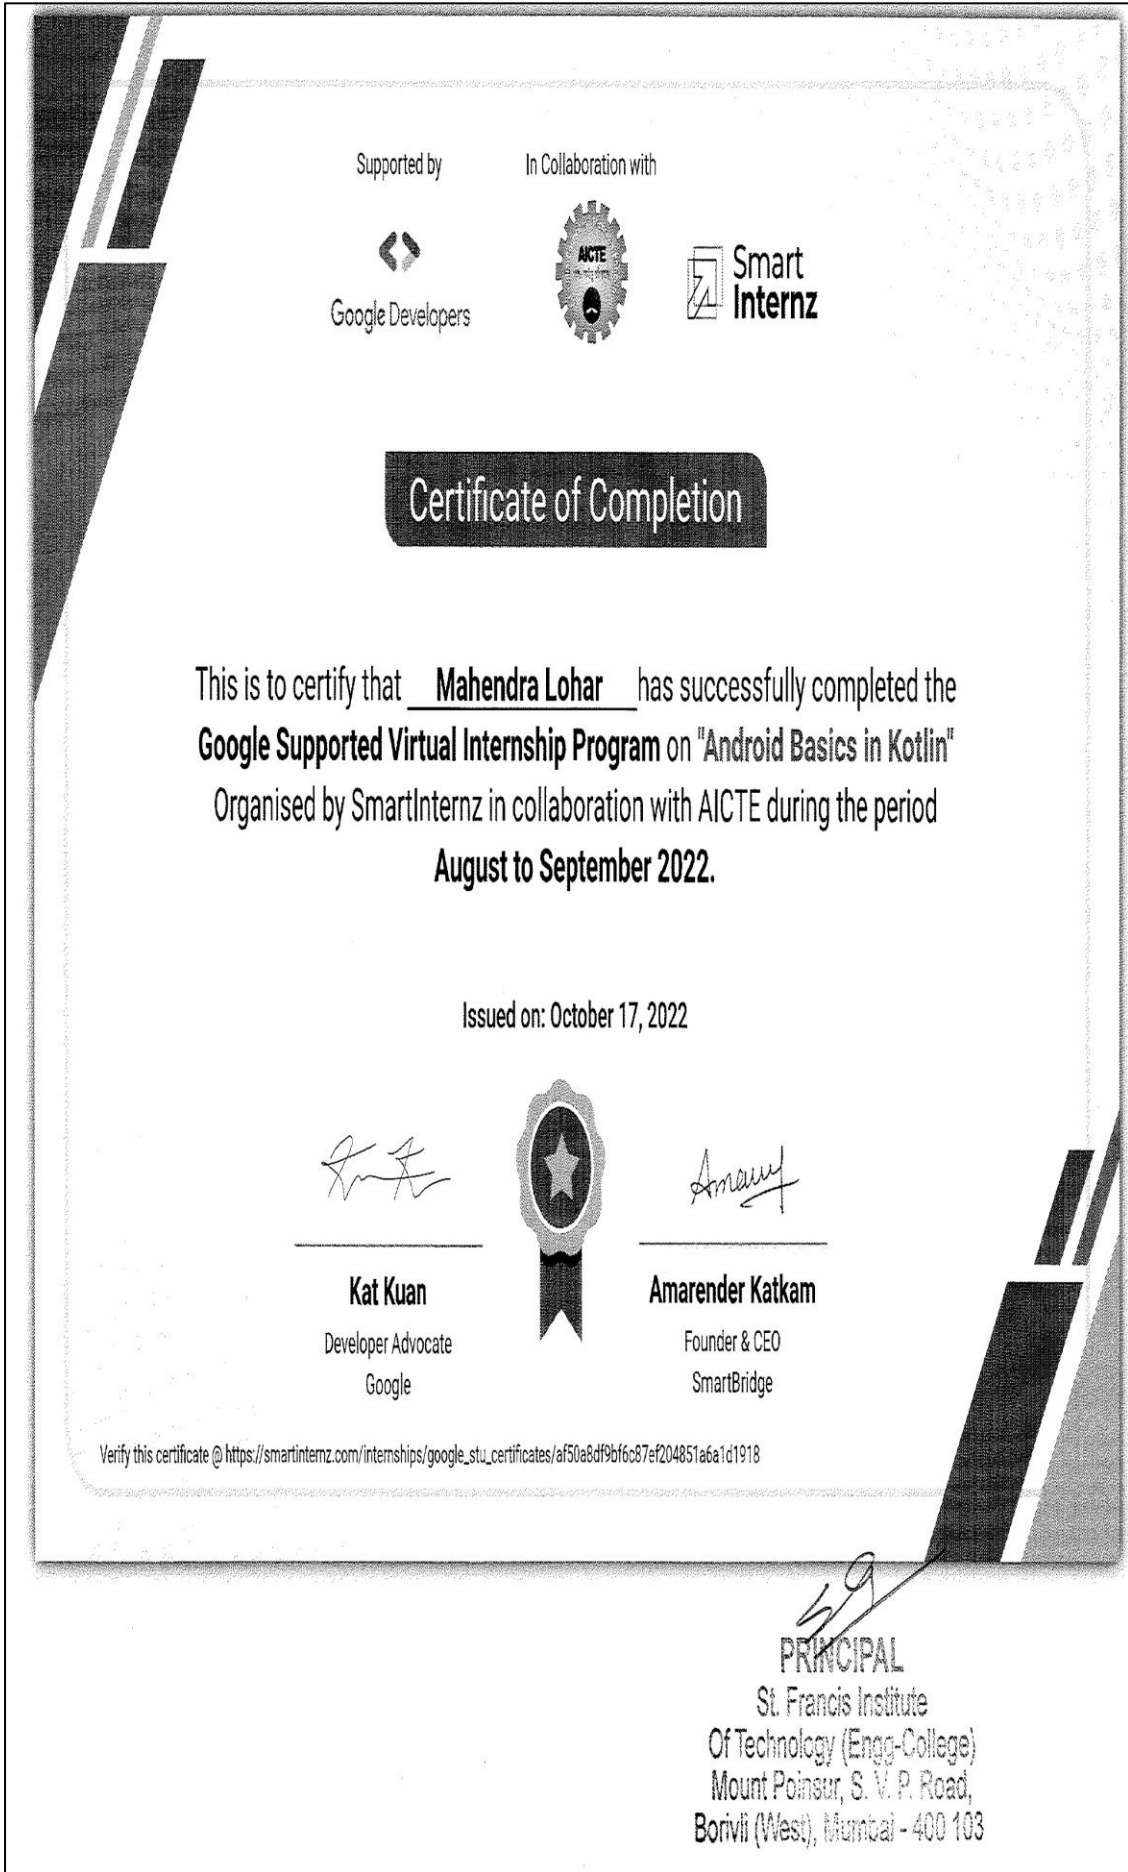 Supported by
In Collaboration with
Google Developers
AICTE
Smart
Internz
Certificate of Completion
This is to certify that Mahendra Lohar has successfully completed the
Google Supported Virtual Internship Program on "Android Basics in Kotlin"
Organised by SmartInternz in collaboration with AICTE during the period
August to September 2022.
Issued on: October 17, 2022
Kat Kuan
Developer Advocate
Google
Amarender Katkam
Founder & CEO
SmartBridge
Verify this certificate @ https://smartinternz.com/internships/google_stu_certificates/af50a8df9bf6c87ef204851a6a1d1918
PRINCIPAL
St. Francis Institute
Of Technology (Engg-College)
Mount Poinsur, S. V. P. Road,
Borivli (West), Mumbai - 400 103